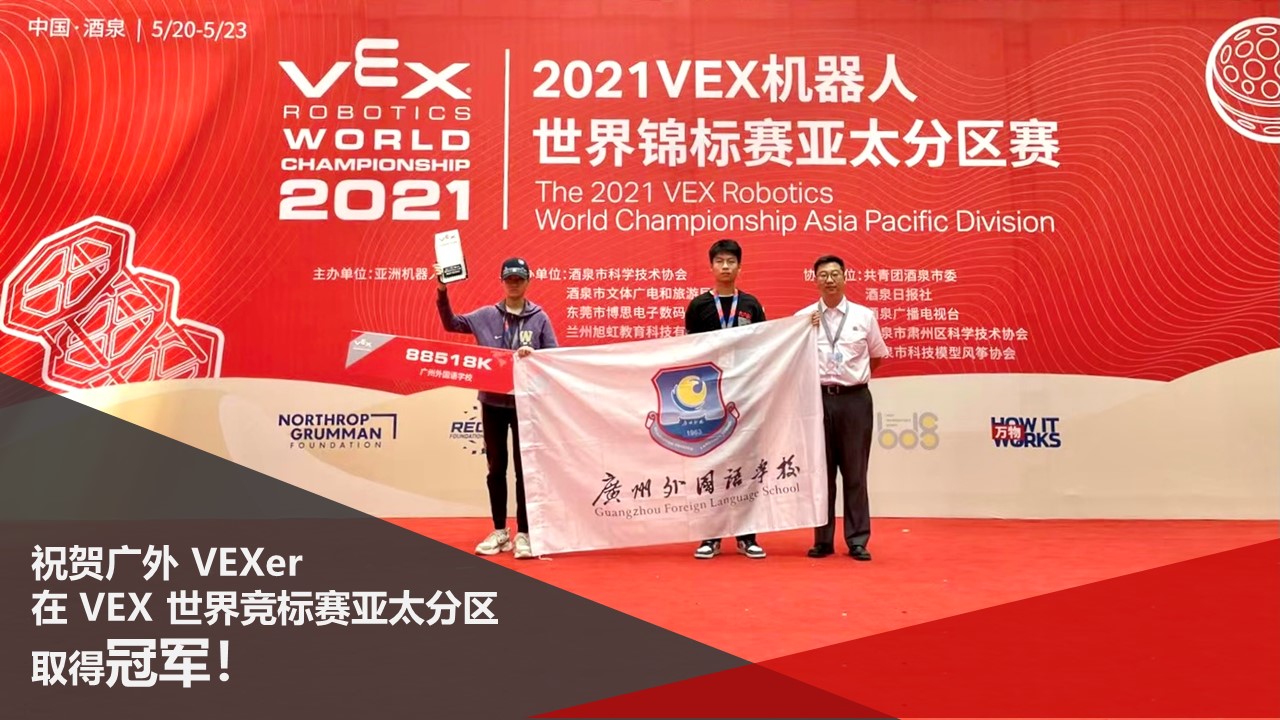 中国·酒泉 | 5/20-5/23
VEX
ROBOTICS
WORLD
CHAMPIONSHIP
2021
2021VEX机器人
世界锦标赛亚太分区赛
The 2021 VEX Robotics
World Championship Asia Pacific Division
主办单位:亚洲机器人
办单位:酒泉市科学技术协会
酒泉市文体广电和旅游局
东莞市博思电子数码
兰州旭虹教育科技有
协 位:共青团酒泉市委
酒泉日报社
酒泉广播电视台
酒泉市肃州区科学技术协会
酒泉市科技模型风筝协会
VEX
VEX
88518K
广州外国语学校
1983
廣州外国语学校
Guangzhou Foreign Language School
NORTHROP
GRUMMAN
FOUNDATION
REC
FOUNDATION
HOW IT
万物
WORKS
祝贺广外 VEXer
在 VEX 世界竞标赛亚太分区
取得冠军!